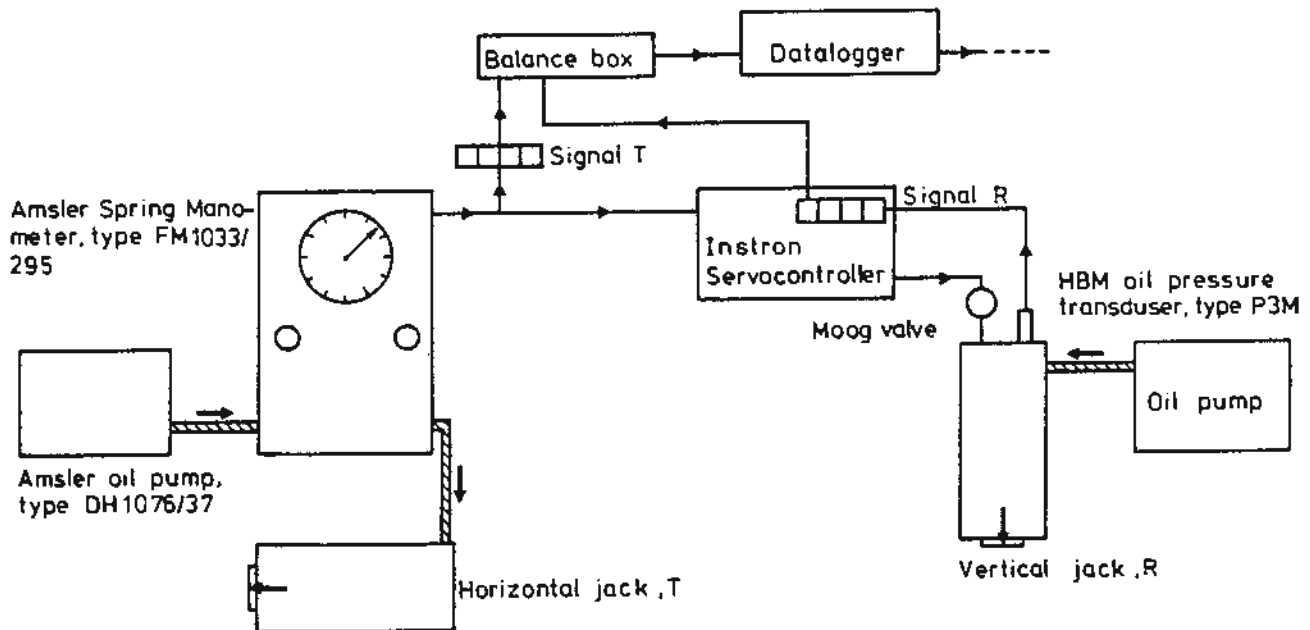 Balance box
Datalogger
Signal T
Amsler Spring Mano-
meter, type FM1033/
295
Signal R
Instron
Servocontroller
HBM oil pressure
transduser, type P3M
Moog valve
Oil pump
Amsler oil pump,
type DH1076/37
Horizontal jack ,T
Vertical jack ,R